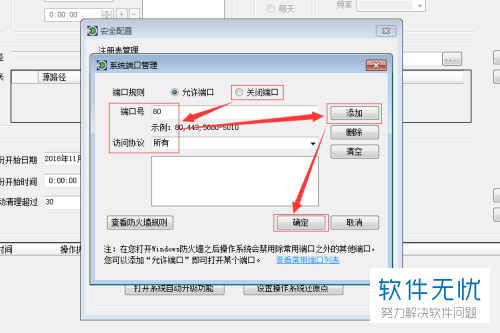 0:00:00
每天
频率
安全配置
注册表管理
径
...
源路径
系统端口管理
端口规则 允许端口 关闭端口
端口号 80 添加
示例: 80,443,5000-5010 删除
访问协议 所有 清空
份开始日期 2018年11月
份开始时间 0:00:00
动清理超过 30
查看防火墙规则 确定 取消
时间
注：在您打开Windows防火墙之后操作系统会禁用除常用端口之外的其他端口，
您可以添加“允许端口”即可打开某个端口。 查看常用端口列表
打开系统自动升级功能 设置操作系统还原点
软件无忧
努力解决软件问题